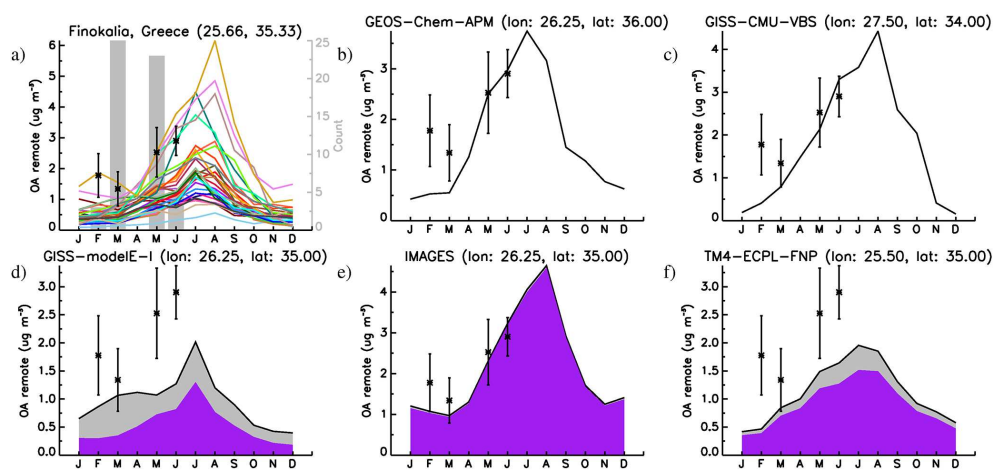 a)
Finokalia, Greece (25.66, 35.33)
OA remote (ug m⁻³)
6
5
4
3
2
1
0
25
20
15
10
5
0
Count
J F M A M J J A S O N D
b)
GEOS-Chem-APM (lon: 26.25, lat: 36.00)
OA remote (ug m⁻³)
3
2
1
0
J F M A M J J A S O N D
c)
GISS-CMU-VBS (lon: 27.50, lat: 34.00)
OA remote (ug m⁻³)
4
3
2
1
0
J F M A M J J A S O N D
d)
GISS-modelE-I (lon: 26.25, lat: 35.00)
OA remote (ug m⁻³)
3.0
2.5
2.0
1.5
1.0
0.5
0.0
J F M A M J J A S O N D
e)
IMAGES (lon: 26.25, lat: 35.00)
OA remote (ug m⁻³)
4
3
2
1
0
J F M A M J J A S O N D
f)
TM4-ECPL-FNP (lon: 25.50, lat: 35.00)
OA remote (ug m⁻³)
3.0
2.5
2.0
1.5
1.0
0.5
0.0
J F M A M J J A S O N D